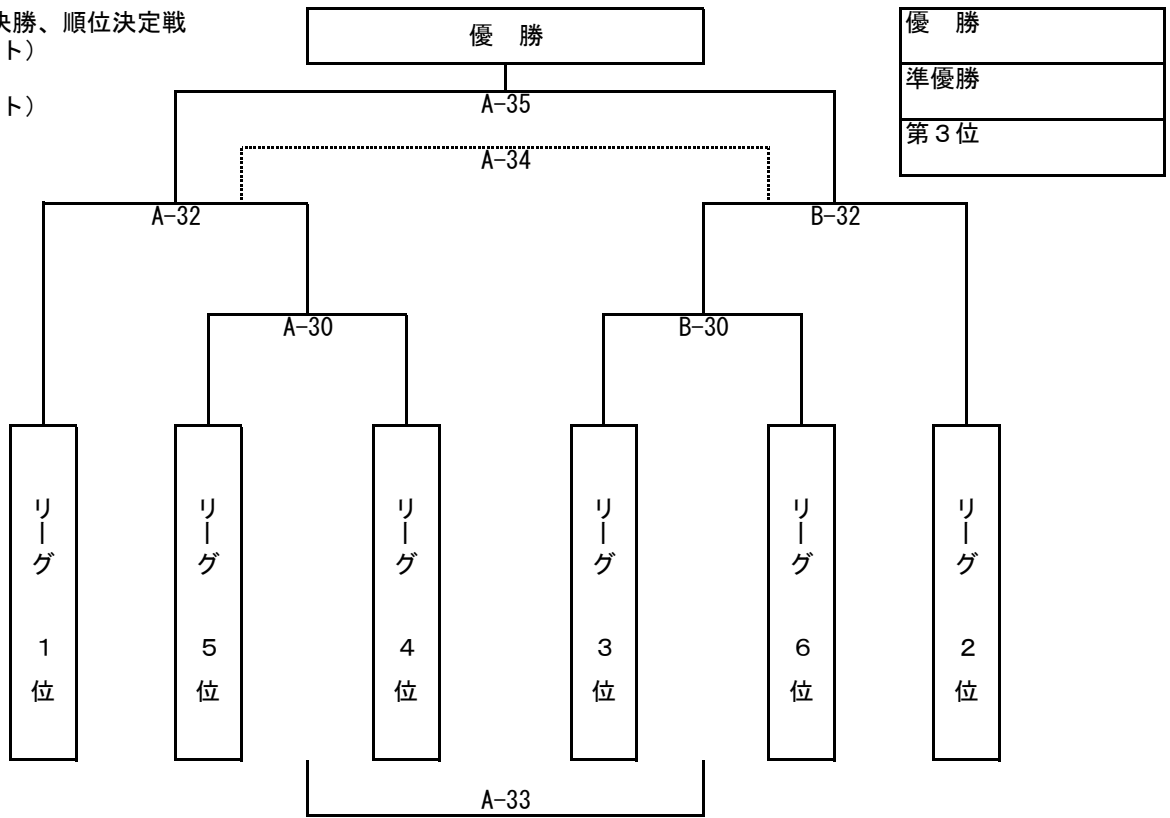 決勝、順位決定戦
ト）
ト）
優　勝
優　勝
準優勝
第３位
A-35
A-34
A-32
B-32
A-30
B-30
リーグ　１位
リーグ　５位
リーグ　４位
リーグ　３位
リーグ　６位
リーグ　２位
A-33